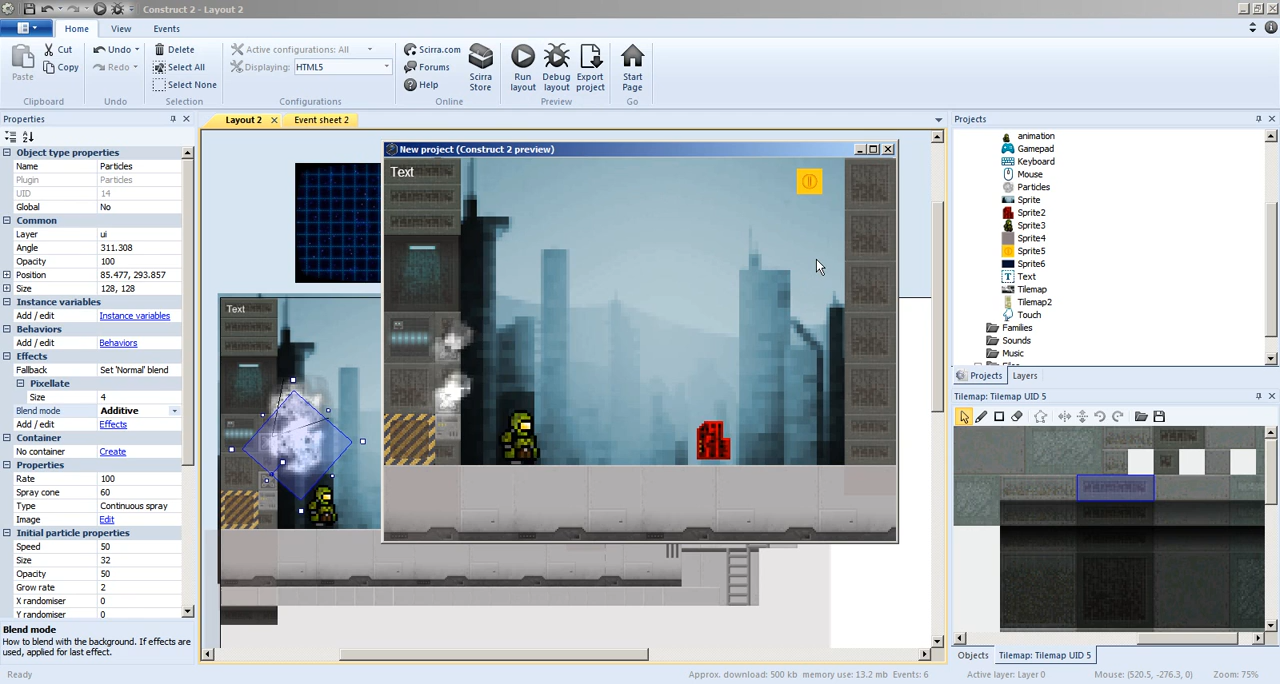 Construct 2 - Layout 2
Home View Events
Paste
Cut
Copy
Clipboard
Undo
Redo
Undo
Delete
Select All
Select None
Selection
Active configurations: All
Displaying: HTML5
Configurations
Scirra.com
Forums
Help
Scirra Store
Online
Run layout
Debug layout
Export project
Preview
Start Page
Go
Properties
Object type properties
Name Particles
Plugin Particles
UID 14
Global No
Common
Layer ui
Angle 311.308
Opacity 100
Position 85.477, 293.857
Size 128, 128
Instance variables
Add / edit Instance variables
Behaviors
Add / edit Behaviors
Effects
Fallback Set 'Normal' blend
Pixellate
Size 4
Blend mode Additive
Add / edit Effects
Container
No container Create
Properties
Rate 100
Spray cone 60
Type Continuous spray
Image Edit
Initial particle properties
Speed 50
Size 32
Opacity 50
Grow rate 2
X randomiser 0
Y randomiser 0
Blend mode
How to blend with the background. If effects are
used, applied for last effect.
Layout 2
Event sheet 2
Text
New project (Construct 2 preview)
Text
Projects
animation
Gamepad
Keyboard
Mouse
Particles
Sprite
Sprite2
Sprite3
Sprite4
Sprite5
Sprite6
Text
Tilemap
Tilemap2
Touch
Families
Sounds
Music
Projects Layers
Tilemap: Tilemap UID 5
Objects Tilemap: Tilemap UID 5
Ready
Approx. download: 500 kb memory use: 13.2 mb Events: 6
Active layer: Layer 0
Mouse: (520.5, -276.3, 0)
Zoom: 75%